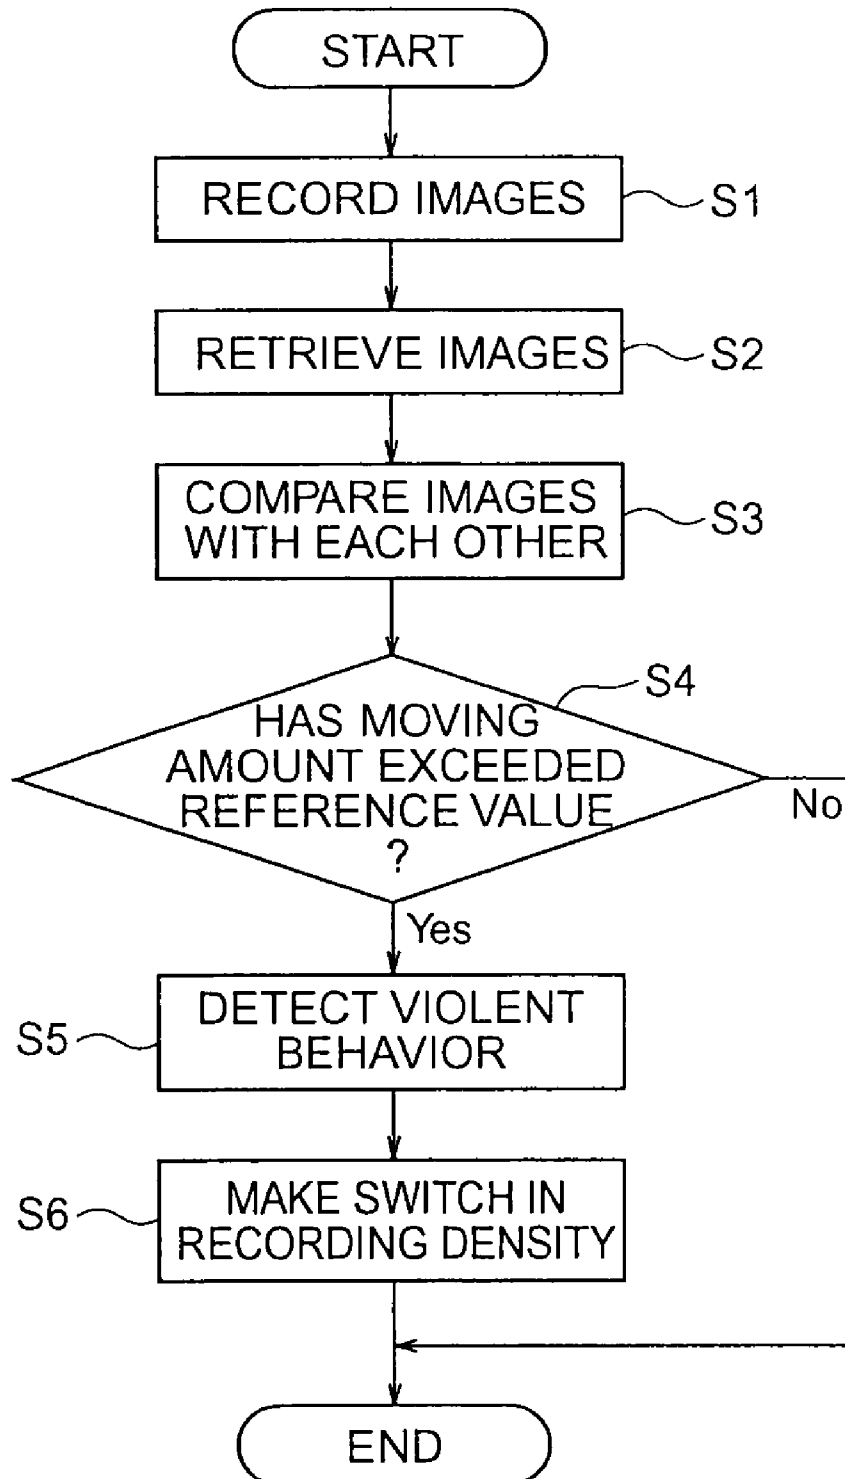 START
RECORD IMAGES
S1
RETRIEVE IMAGES
S2
COMPARE IMAGES
WITH EACH OTHER
S3
S4
HAS MOVING
AMOUNT EXCEEDED
REFERENCE VALUE
?
No
Yes
DETECT VIOLENT
BEHAVIOR
S5
MAKE SWITCH IN
RECORDING DENSITY
S6
END